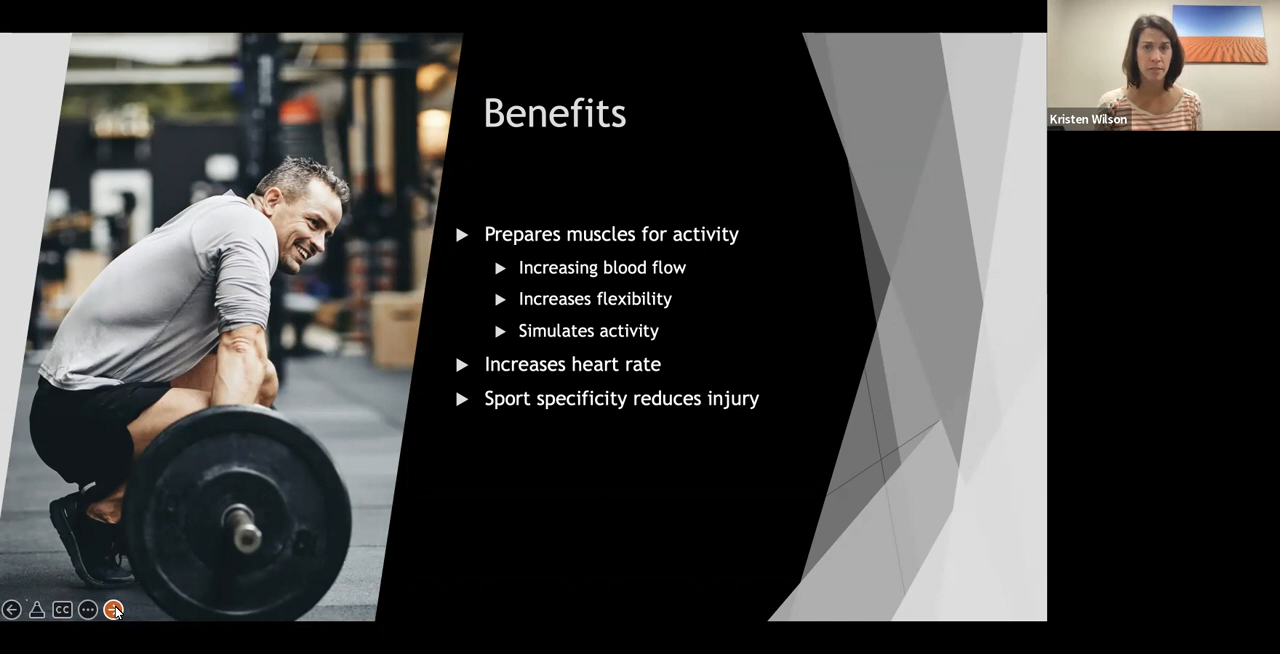 Benefits
Prepares muscles for activity
Increasing blood flow
Increases flexibility
Simulates activity
Increases heart rate
Sport specificity reduces injury
Kristen Wilson
CC